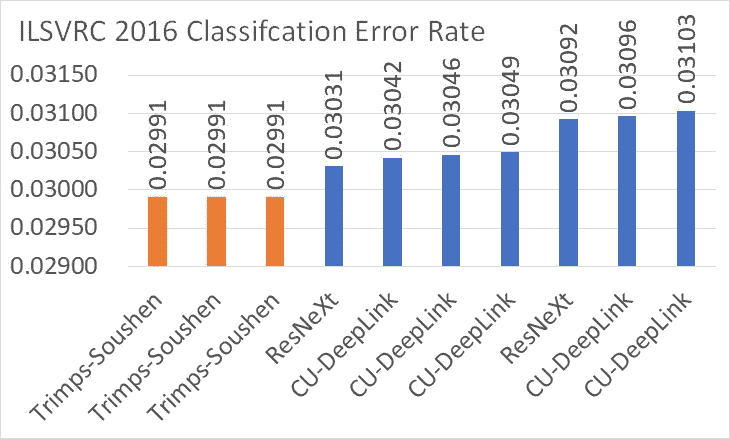 ILSVRC 2016 Classifcation Error Rate
0.03150
0.03100
0.03050
0.03000
0.02950
0.02900
0.02991
0.02991
0.02991
0.03031
0.03042
0.03046
0.03049
0.03092
0.03096
0.03103
Trimps-Soushen
Trimps-Soushen
Trimps-Soushen
ResNeXt
CU-DeepLink
CU-DeepLink
CU-DeepLink
ResNeXt
CU-DeepLink
CU-DeepLink